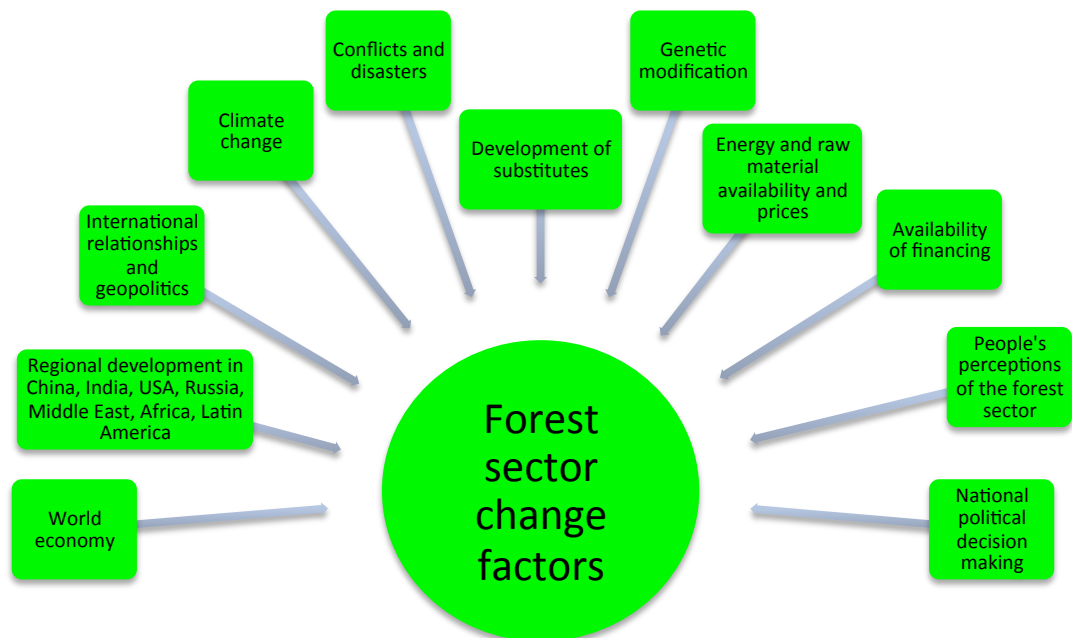 Conflicts and
disasters
Genetic
modification
Climate
change
Development of
substitutes
Energy and raw
material
availability and
prices
International
relationships
and
geopolitics
Availability
of financing
Regional development in
China, India, USA, Russia,
Middle East, Africa, Latin
America
People's
perceptions
of the forest
sector
World
economy
National
political
decision
making
Forest
sector
change
factors